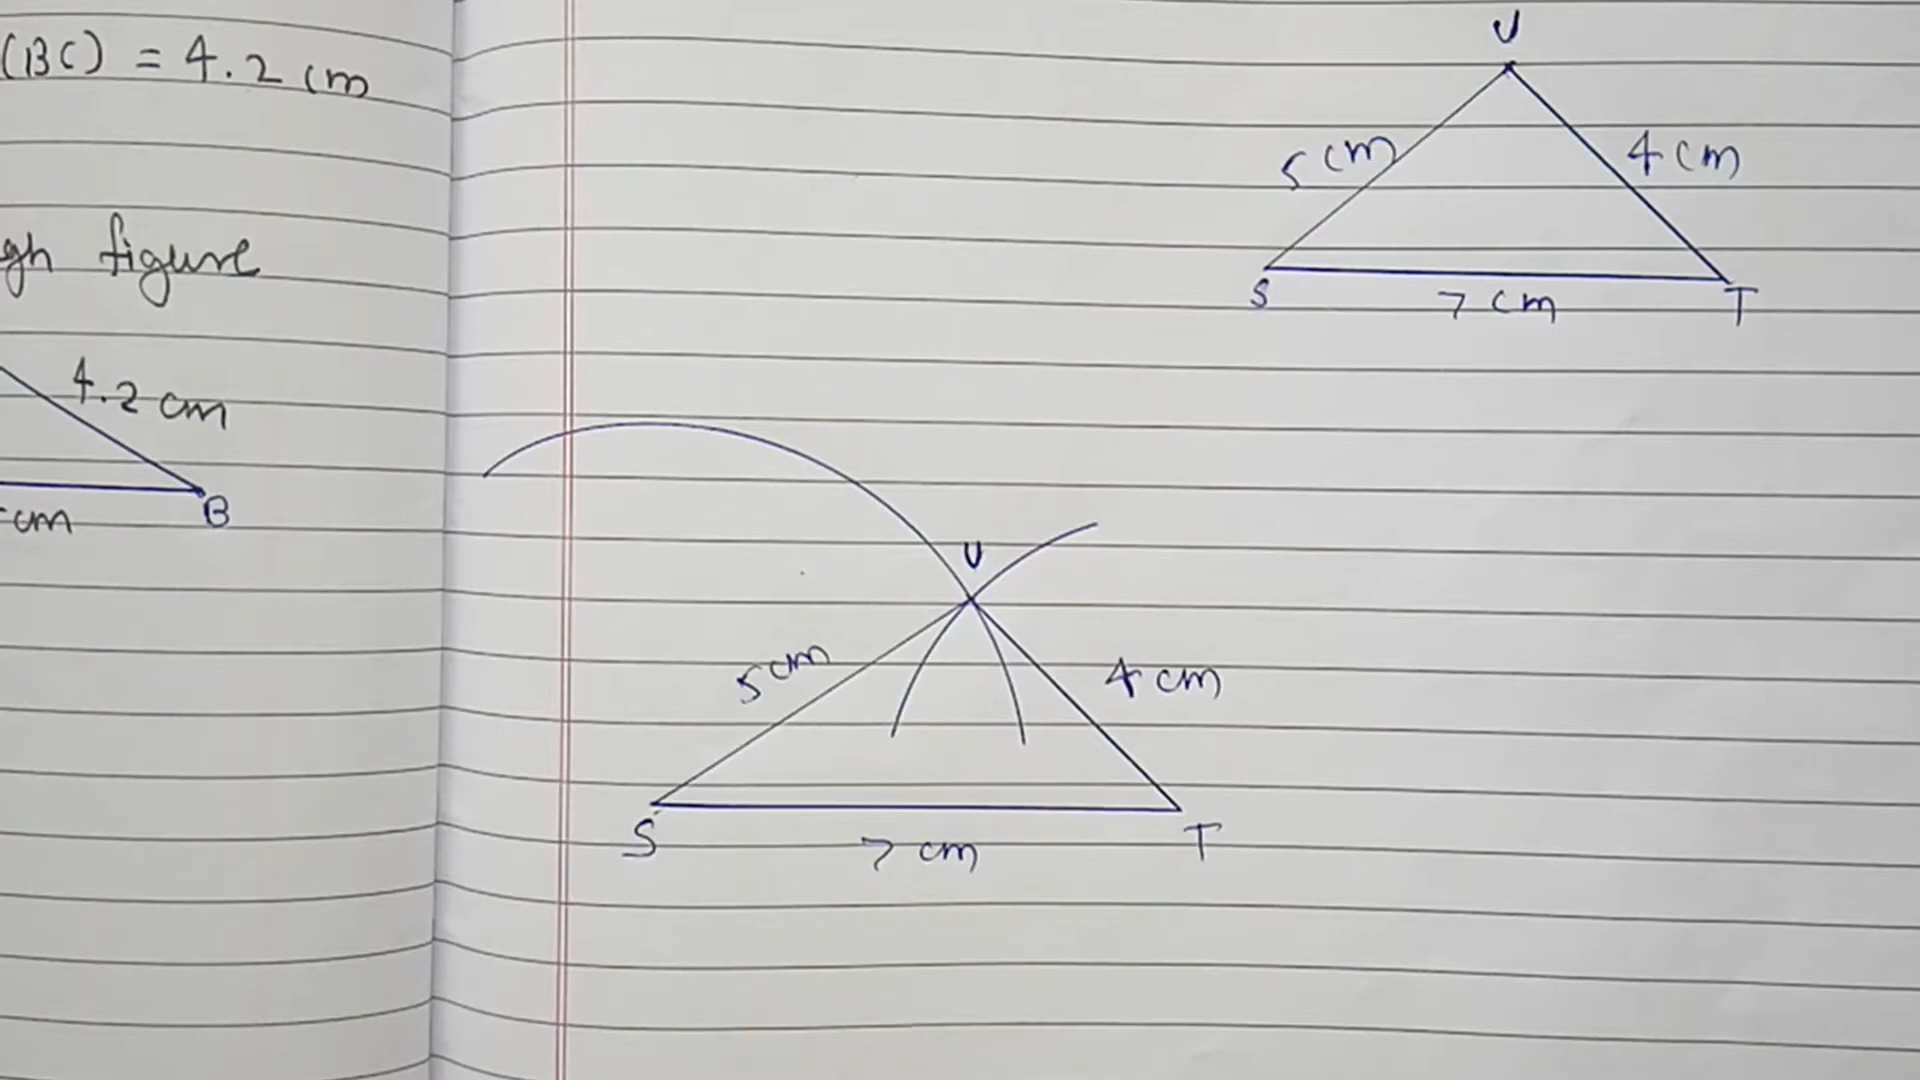 (BC) = 4.2 cm
gh figure
4.2 cm
B
cm
U
5 cm
4 cm
S
7 cm
T
U
5 cm
4 cm
S
7 cm
T